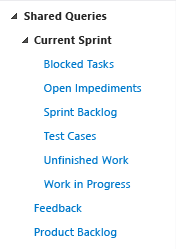 Shared Queries
Current Sprint
Blocked Tasks
Open Impediments
Sprint Backlog
Test Cases
Unfinished Work
Work in Progress
Feedback
Product Backlog